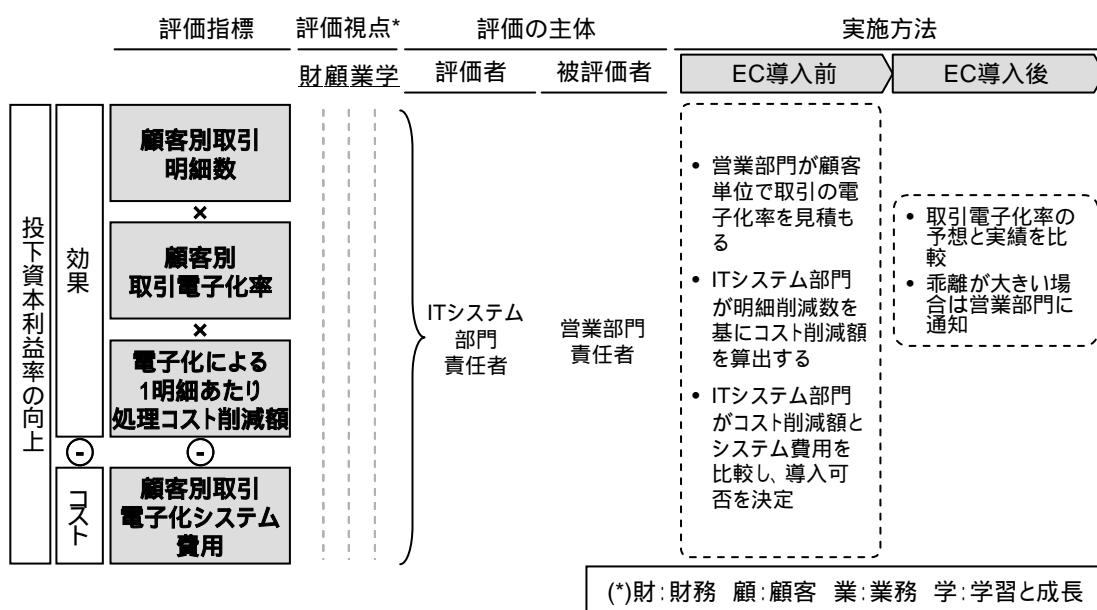 評価指標
評価視点*
評価の主体
実施方法
財顧業学
評価者
被評価者
EC導入前
EC導入後
投下資本利益率の向上
効果
顧客別取引
明細数
×
顧客別
取引電子化率
×
電子化による
1明細あたり
処理コスト削減額
-
-
コスト
顧客別取引
電子化システム
費用
ITシステム
部門
責任者
営業部門
責任者
• 営業部門が顧客
単位で取引の電
子化率を見積も
る
• ITシステム部門
が明細削減数を
基にコスト削減額
を算出する
• ITシステム部門
がコスト削減額と
システム費用を
比較し、導入可
否を決定
• 取引電子化率の
予想と実績を比
較
• 乖離が大きい場
合は営業部門に
通知
(*)財:財務 顧:顧客 業:業務 学:学習と成長